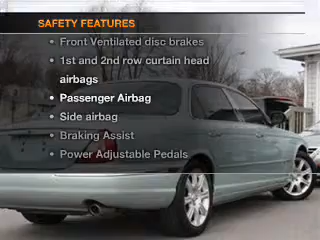 SAFETY FEATURES
• Front Ventilated disc brakes
• 1st and 2nd row curtain head
airbags
• Passenger Airbag
• Side airbag
• Braking Assist
• Power Adjustable Pedals